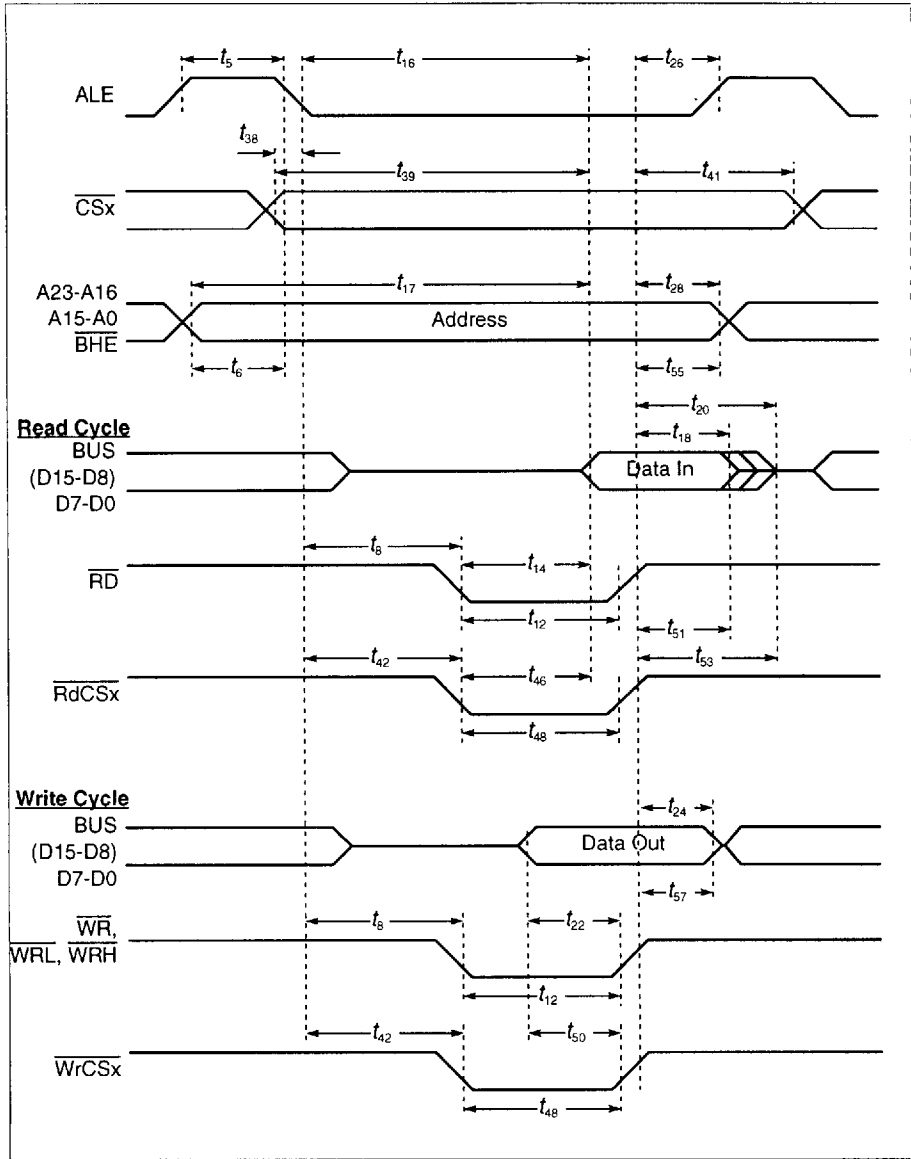 t5
t16
t26
ALE
t38
t39
t41
CSx
t17
t28
A23-A16
A15-A0
BHE
Address
t6
t55
t20
Read Cycle
t18
BUS
(D15-D8)
D7-D0
Data In
t8
t14
RD
t12
t51
t42
t46
t53
RdCSx
t48
Write Cycle
t24
BUS
(D15-D8)
D7-D0
Data Out
t57
t8
t22
WR,
WRL, WRH
t12
t42
t50
WrCSx
t48